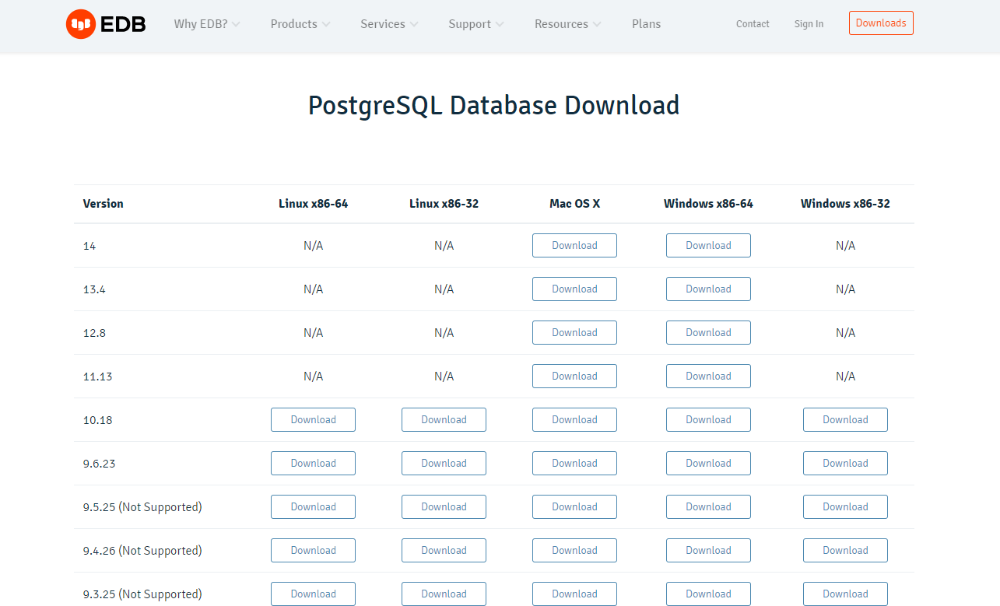 EDB Why EDB? Products Services Support Resources Plans Contact Sign In Downloads
PostgreSQL Database Download
Version Linux x86-64 Linux x86-32 Mac OS X Windows x86-64 Windows x86-32
14 N/A N/A Download Download N/A
13.4 N/A N/A Download Download N/A
12.8 N/A N/A Download Download N/A
11.13 N/A N/A Download Download N/A
10.18 Download Download Download Download Download
9.6.23 Download Download Download Download Download
9.5.25 (Not Supported) Download Download Download Download Download
9.4.26 (Not Supported) Download Download Download Download Download
9.3.25 (Not Supported) Download Download Download Download Download